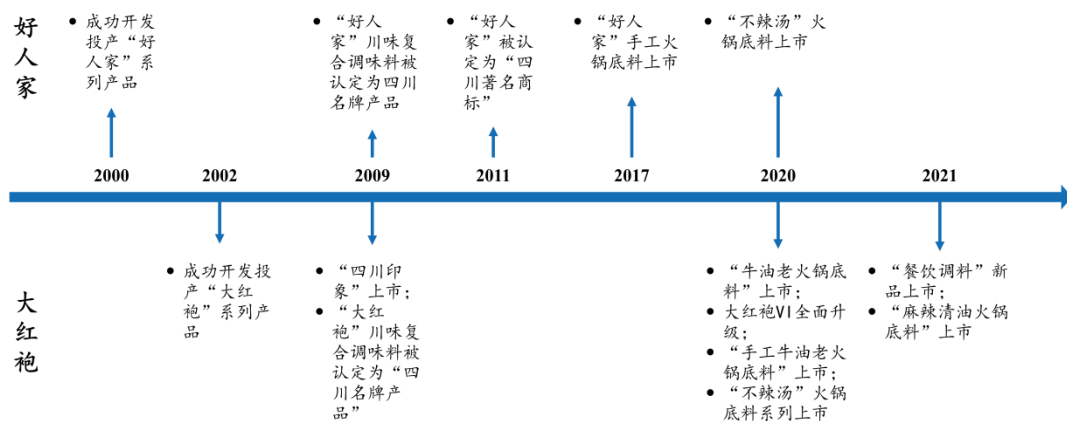 好人家
成功开发
投产“好
人家”系
列产品
“好人
家”川味复
合调味料被
认定为四川
名牌产品
“好人
家”被认
定为“四
川著名商
标”
“好人
家”手工火
锅底料上市
“不辣汤”火
锅底料上市
2000
2002
2009
2011
2017
2020
2021
大红袍
成功开发投
产“大红
袍”系列产
品
“四川印
象”上市；
“大红
袍”川味复
合调味料被
认定为“四
川名牌产
品”
“牛油老火锅底
料”上市；
大红袍VI全面升
级；
“手工牛油老火
锅底料”上市；
“不辣汤”火锅
底料系列上市
“餐饮调料”新
品上市；
“麻辣清油火锅
底料”上市